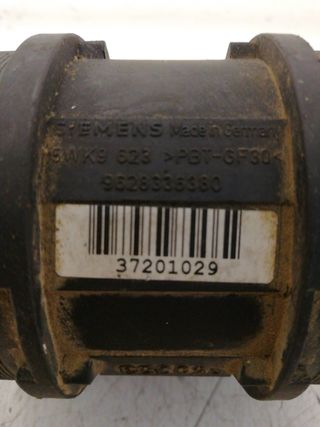 SIEMENS Made in Germany
5WK9 623 >PBT-GF30<
9628336380
37201029